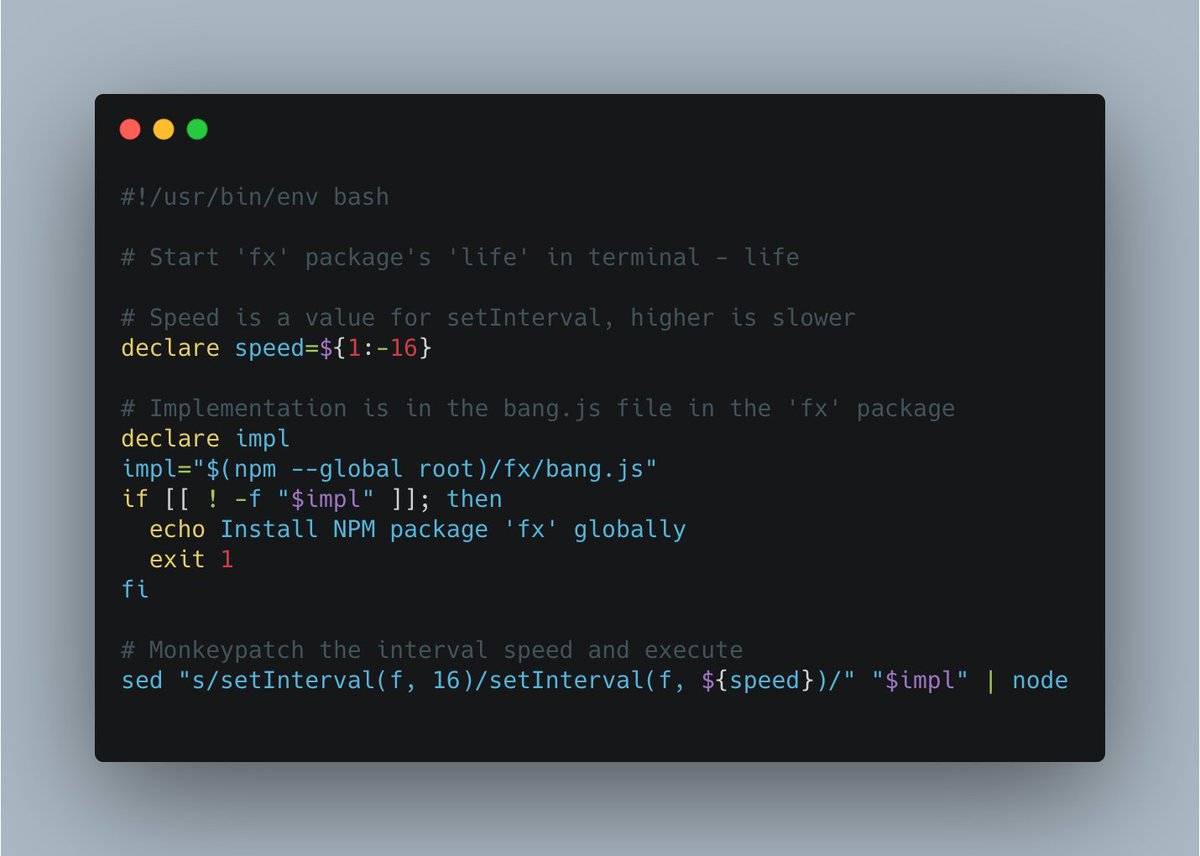 #!/usr/bin/env bash
# Start 'fx' package's 'life' in terminal - life
# Speed is a value for setInterval, higher is slower
declare speed=${1:-16}
# Implementation is in the bang.js file in the 'fx' package
declare impl
impl="$(npm --global root)/fx/bang.js"
if [[ ! -f "$impl" ]]; then
  echo Install NPM package 'fx' globally
  exit 1
fi
# Monkeypatch the interval speed and execute
sed "s/setInterval(f, 16)/setInterval(f, ${speed})/" "$impl" | node